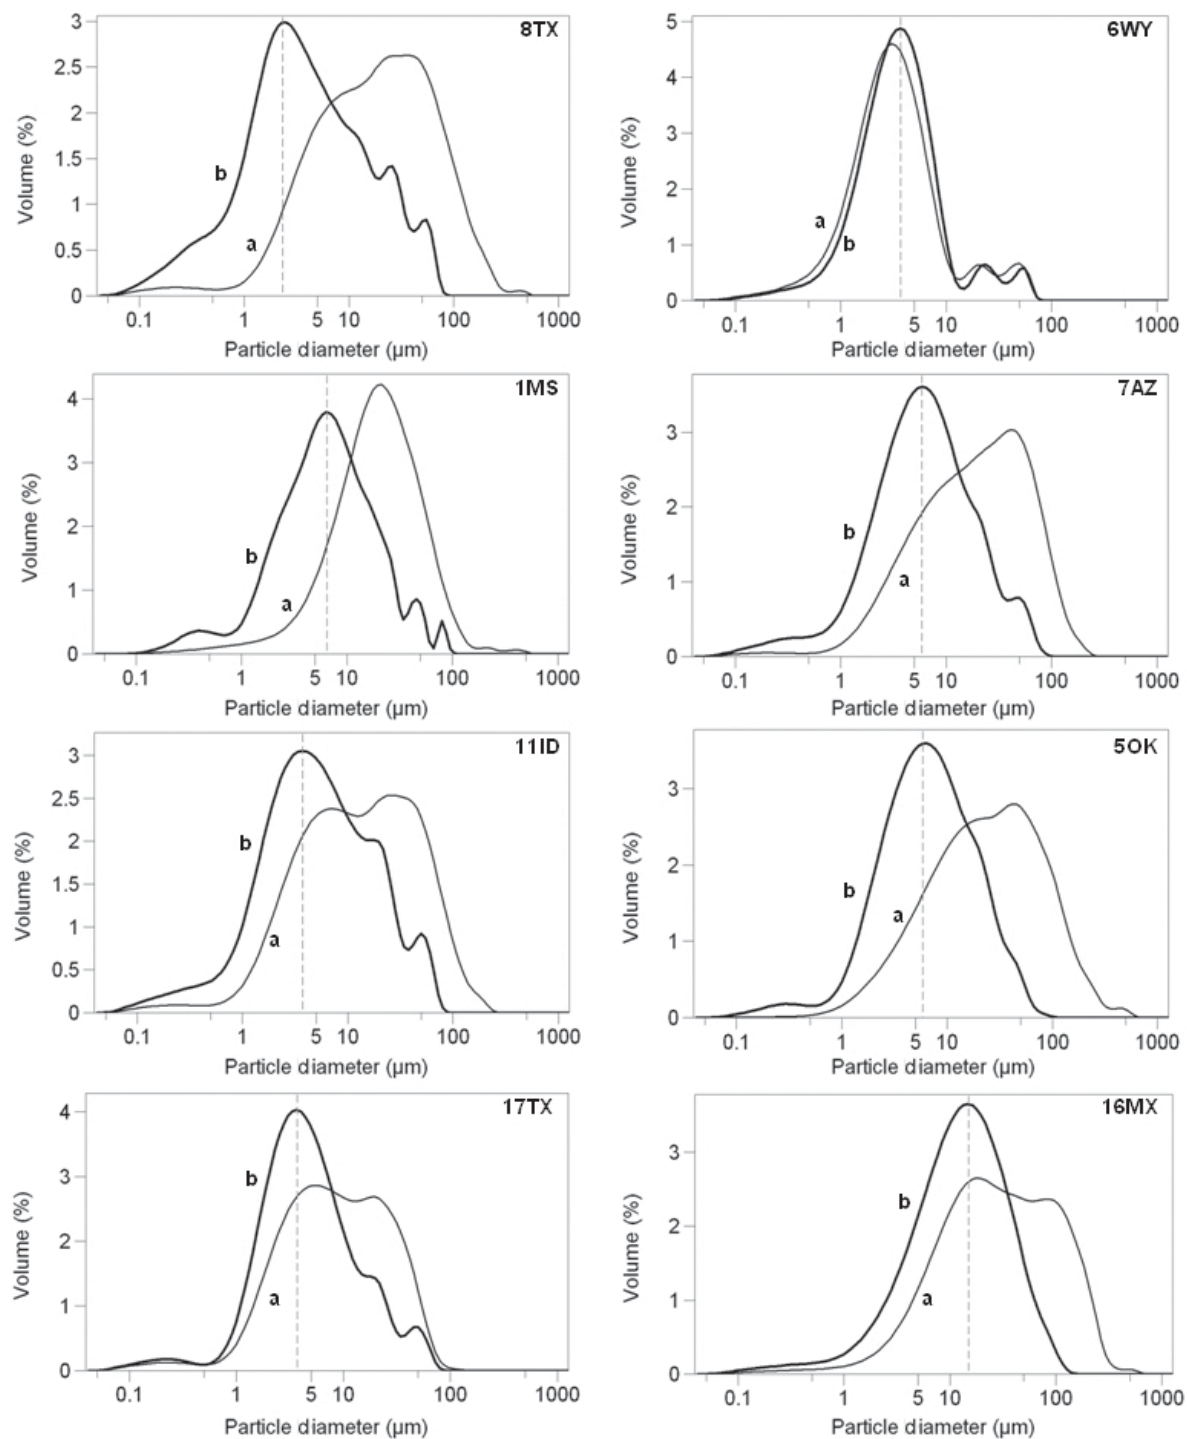 8TX
3
2.5
2
1.5
1
0.5
0
Volume (%)
b
a
0.1 1 5 10 100 1000
Particle diameter (µm)
6WY
5
4
3
2
1
0
Volume (%)
a
b
0.1 1 5 10 100 1000
Particle diameter (µm)
1MS
4
3
2
1
0
Volume (%)
b
a
0.1 1 5 10 100 1000
Particle diameter (µm)
7AZ
3
2
1
0
Volume (%)
b
a
0.1 1 5 10 100 1000
Particle diameter (µm)
11ID
3
2.5
2
1.5
1
0.5
0
Volume (%)
b
a
0.1 1 5 10 100 1000
Particle diameter (µm)
5OK
3
2
1
0
Volume (%)
b
a
0.1 1 5 10 100 1000
Particle diameter (µm)
17TX
4
3
2
1
0
Volume (%)
b
a
0.1 1 5 10 100 1000
Particle diameter (µm)
16MX
3
2
1
0
Volume (%)
b
a
0.1 1 5 10 100 1000
Particle diameter (µm)